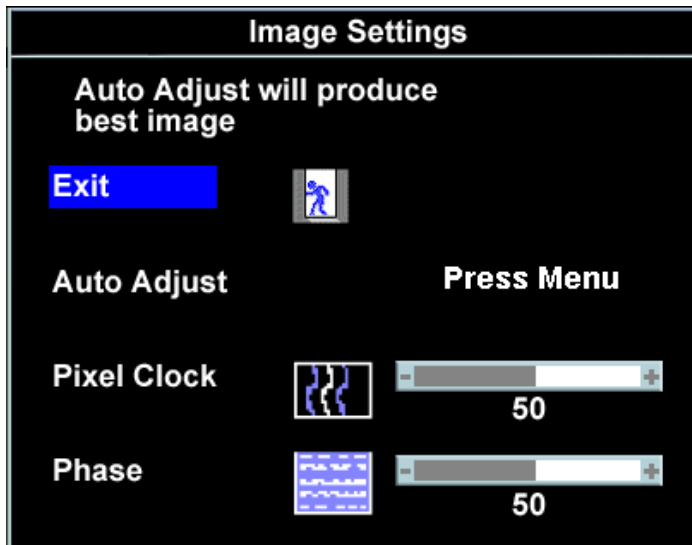 Image Settings
Auto Adjust will produce
best image
Exit
Auto Adjust Press Menu
Pixel Clock - +
50
Phase - +
50